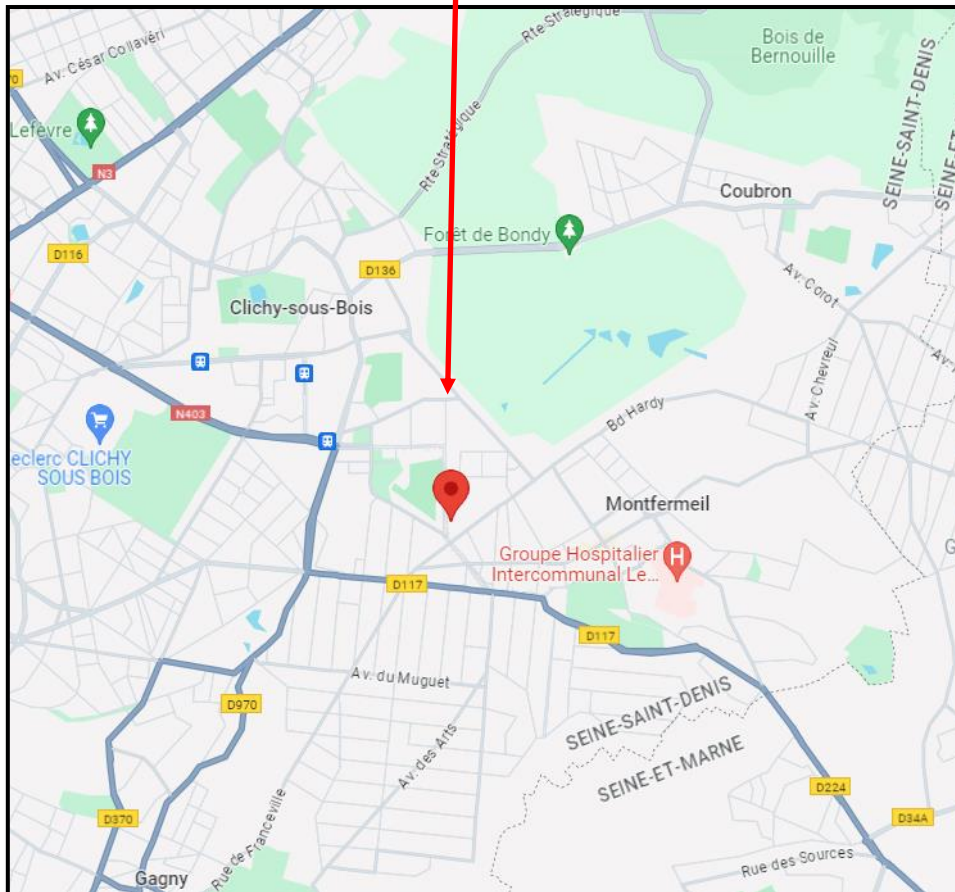 Av. César Collavéri
Rte Stratégique
Bois de
Bernouille
SEINE-SAINT-DENIS
Lefèvre
N3
Rte Stratégique
Coubron
Forêt de Bondy
D116
D136
Av. Corot
Clichy-sous-Bois
Av. Chevreul
N403
Bd Hardy
eclerc CLICHY
SOUS BOIS
Montfermeil
Groupe Hospitalier
Intercommunal Le...
H
D117
D117
Av. du Muguet
D970
SEINE-SAINT-DENIS
Av. des Arts
SEINE-ET-MARNE
D224
D370
D34A
Rue de Franceville
Rue des Sources
Gagny